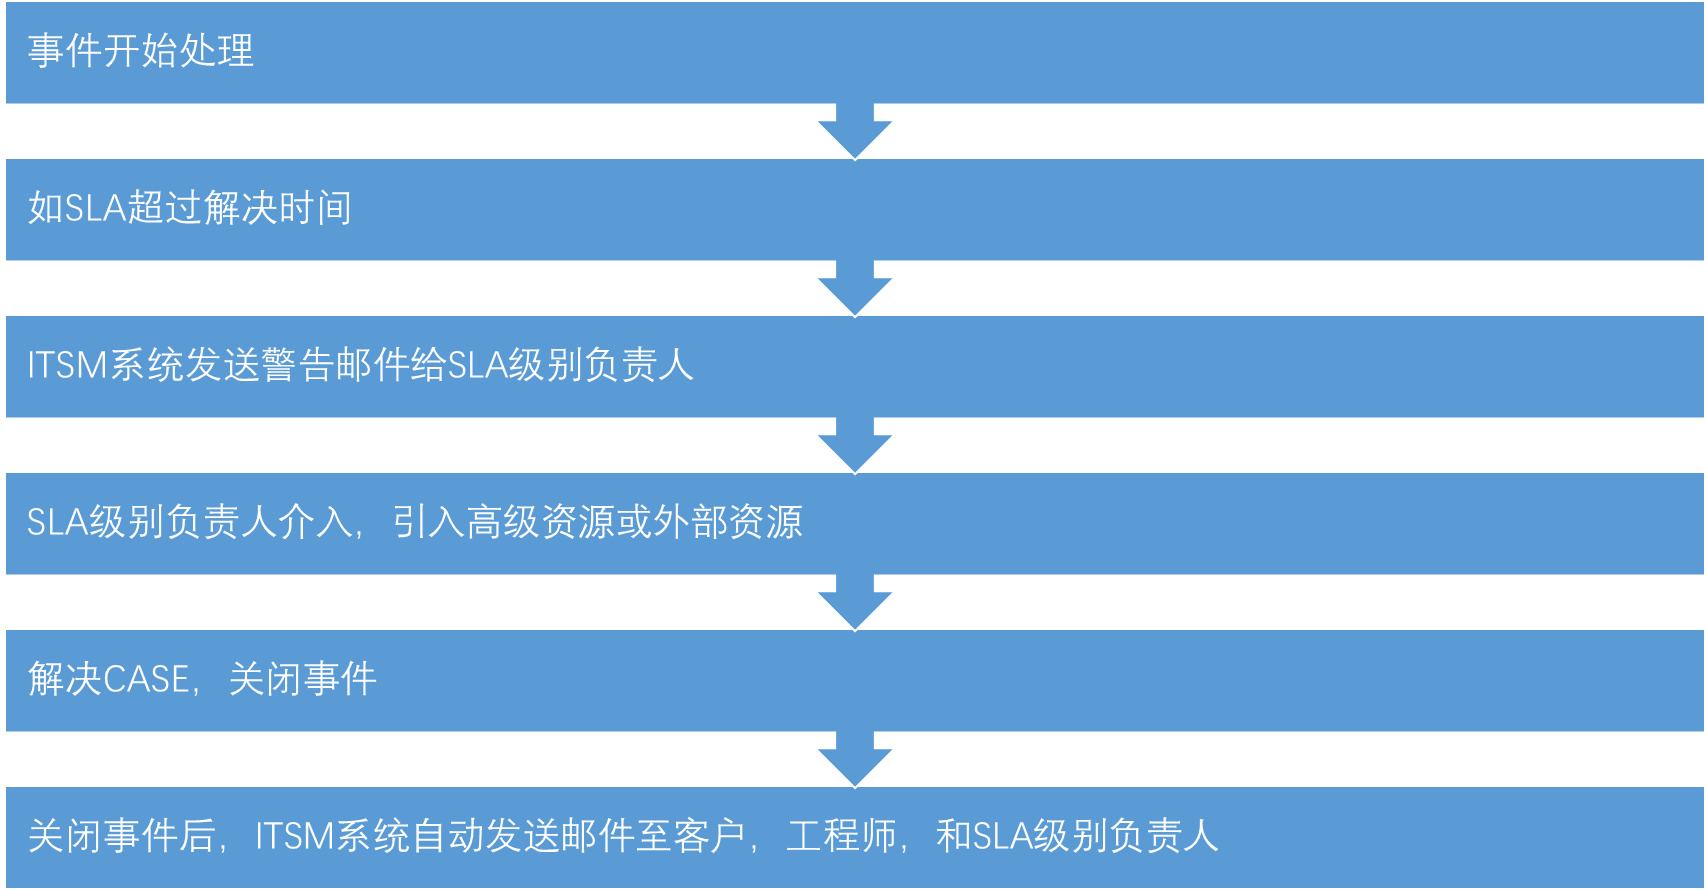 事件开始处理
如SLA超过解决时间
ITSM系统发送警告邮件给SLA级别负责人
SLA级别负责人介入，引入高级资源或外部资源
解决CASE，关闭事件
关闭事件后，ITSM系统自动发送邮件至客户，工程师，和SLA级别负责人